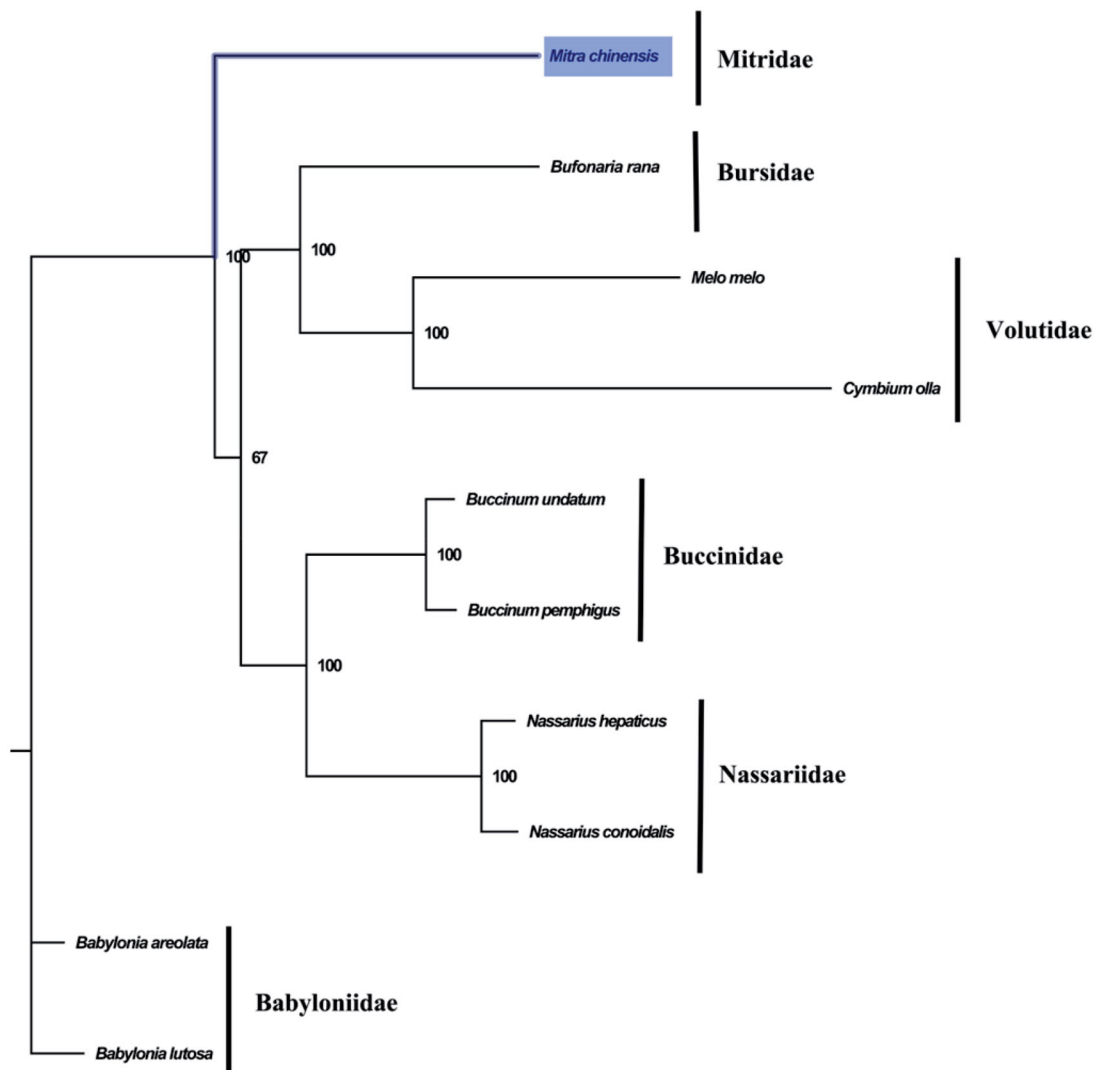 Mitra chinensis
Mitridae
Bufonaria rana
Bursidae
100
100
Melo melo
Volutidae
100
Cymbium olla
67
Buccinum undatum
Buccinidae
100
Buccinum pemphigus
100
Nassarius hepaticus
Nassariidae
100
Nassarius conoidalis
Babylonia areolata
Babyloniidae
Babylonia lutosa